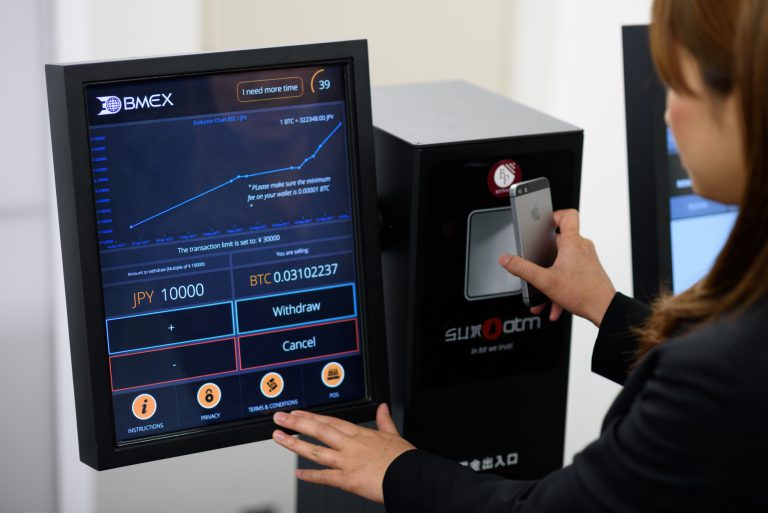 BMEX
I need more time
39
Evolution Chart BTC / JPY
1 BTC = 322348.00 JPY
" PLease make sure the minimum
fee on your wallet is 0.00001 BTC
"
The transaction limit is set to: ¥ 30000
Amount to withdraw (Multiple of ¥ 10000)
You are selling:
JPY 10000
BTC 0.03102237
+
Withdraw
-
Cancel
INSTRUCTIONS
PRIVACY
TERMS & CONDITIONS
POS
in bit we trust
金出入口